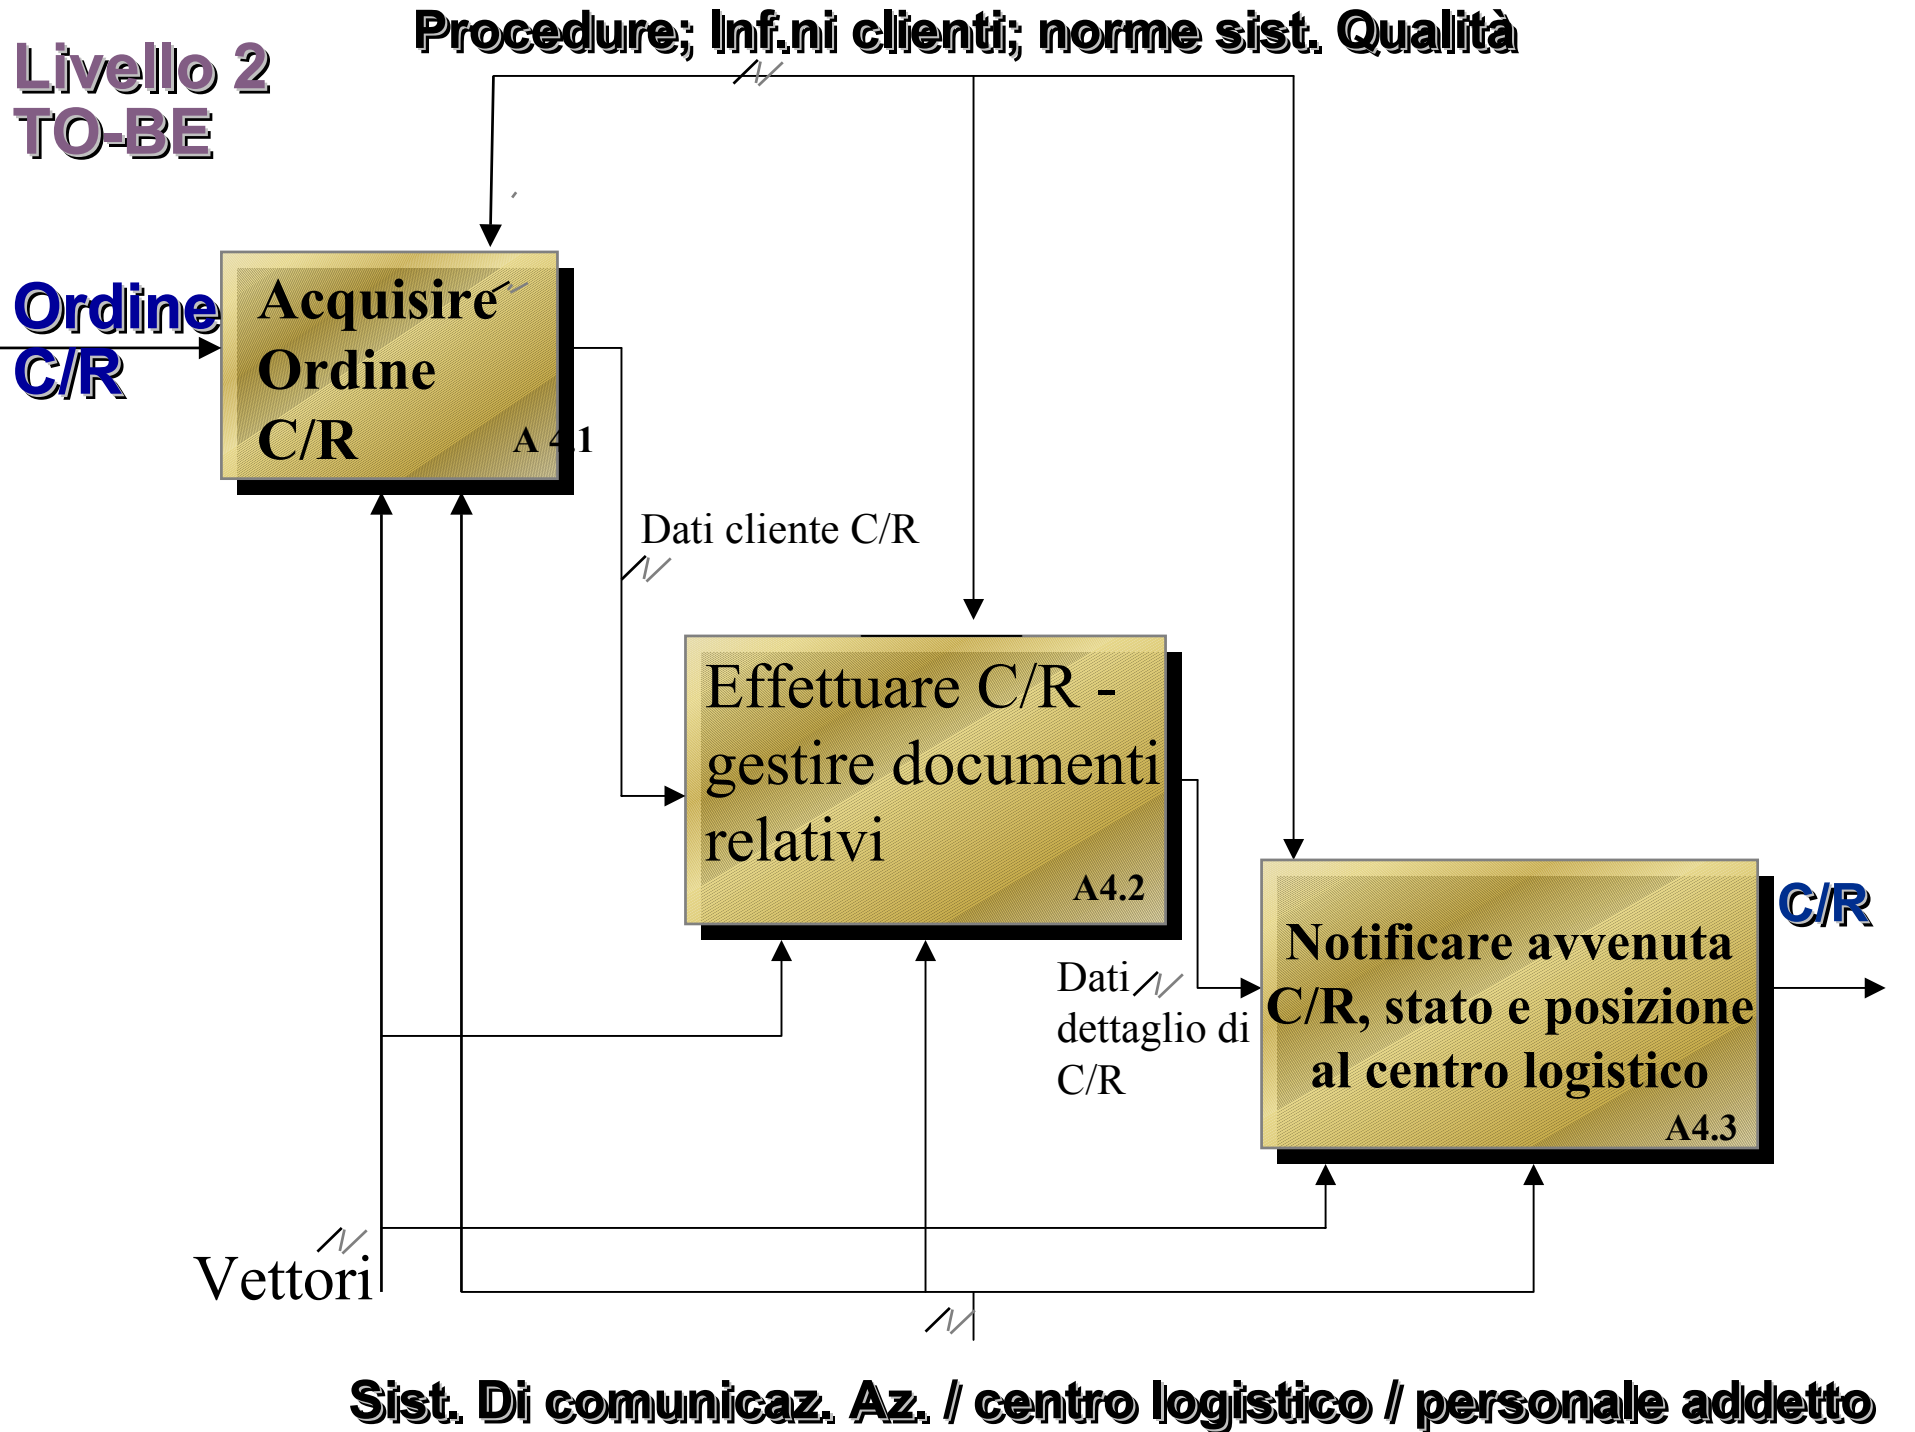 Procedure; Inf.ni clienti; norme sist. Qualità
Livello 2
TO-BE
Ordine
C/R
Acquisire
Ordine
C/R
A 4.1
Dati cliente C/R
Effettuare C/R -
gestire documenti
relativi
A4.2
Dati
dettaglio di
C/R
C/R
Notificare avvenuta
C/R, stato e posizione
al centro logistico
A4.3
Vettori
Sist. Di comunicaz. Az. / centro logistico / personale addetto